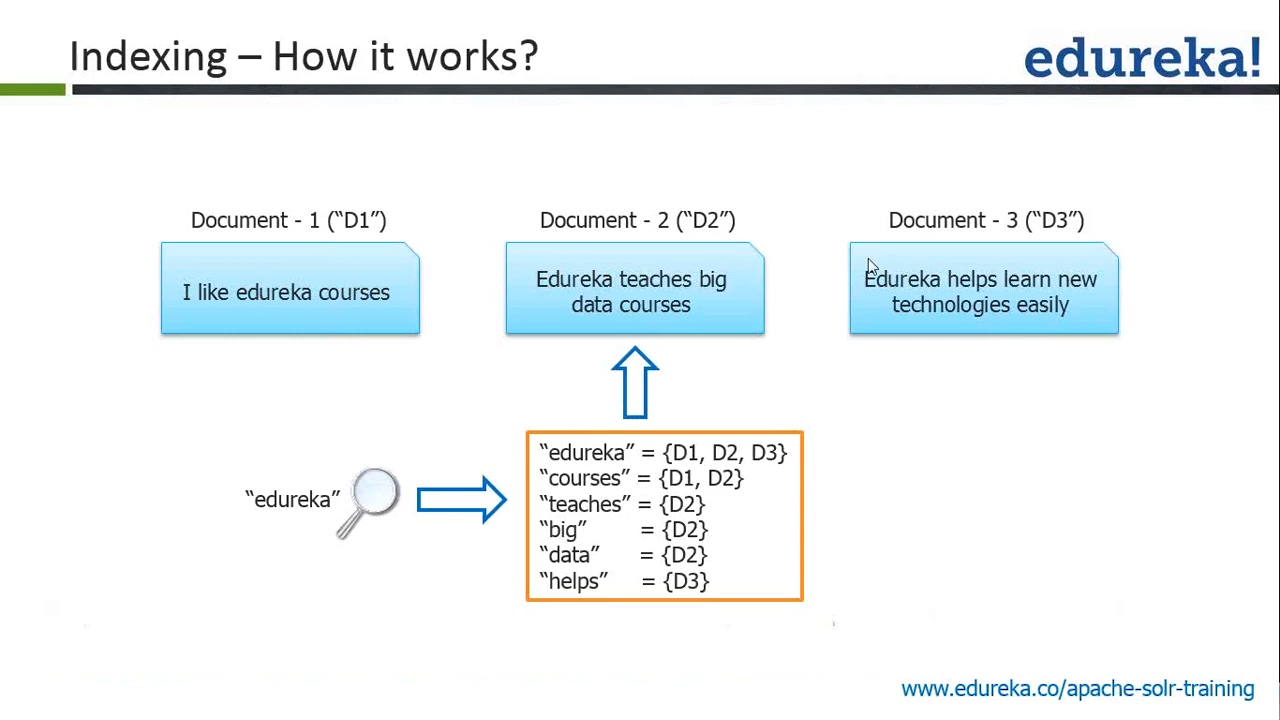 Indexing – How it works?
edureka!
Document - 1 (“D1”)
Document - 2 (“D2”)
Document - 3 (“D3”)
I like edureka courses
Edureka teaches big
data courses
Edureka helps learn new
technologies easily
“edureka”
“edureka” = {D1, D2, D3}
“courses” = {D1, D2}
“teaches” = {D2}
“big” = {D2}
“data” = {D2}
“helps” = {D3}
www.edureka.co/apache-solr-training